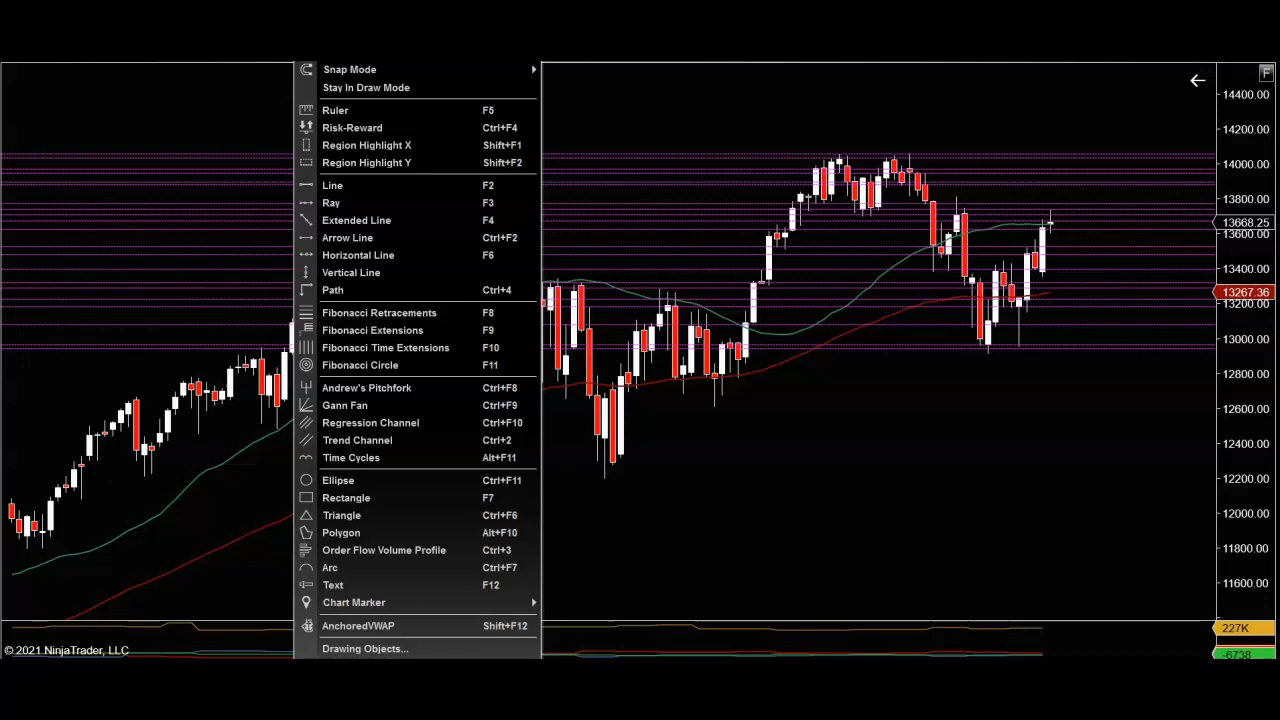 Snap Mode
Stay In Draw Mode
Ruler F5
Risk-Reward Ctrl+F4
Region Highlight X Shift+F1
Region Highlight Y Shift+F2
Line F2
Ray F3
Extended Line F4
Arrow Line Ctrl+F2
Horizontal Line F6
Vertical Line
Path Ctrl+4
Fibonacci Retracements F8
Fibonacci Extensions F9
Fibonacci Time Extensions F10
Fibonacci Circle F11
Andrew's Pitchfork Ctrl+F8
Gann Fan Ctrl+F9
Regression Channel Ctrl+F10
Trend Channel Ctrl+2
Time Cycles Alt+F11
Ellipse Ctrl+F11
Rectangle F7
Triangle Ctrl+F6
Polygon Alt+F10
Order Flow Volume Profile Ctrl+3
Arc Ctrl+F7
Text F12
Chart Marker
AnchoredVWAP Shift+F12
Drawing Objects...
© 2021 NinjaTrader, LLC
F
14400.00
14200.00
14000.00
13800.00
13668.25
13600.00
13400.00
13267.36
13200.00
13000.00
12800.00
12600.00
12400.00
12200.00
12000.00
11800.00
11600.00
227K
-6738